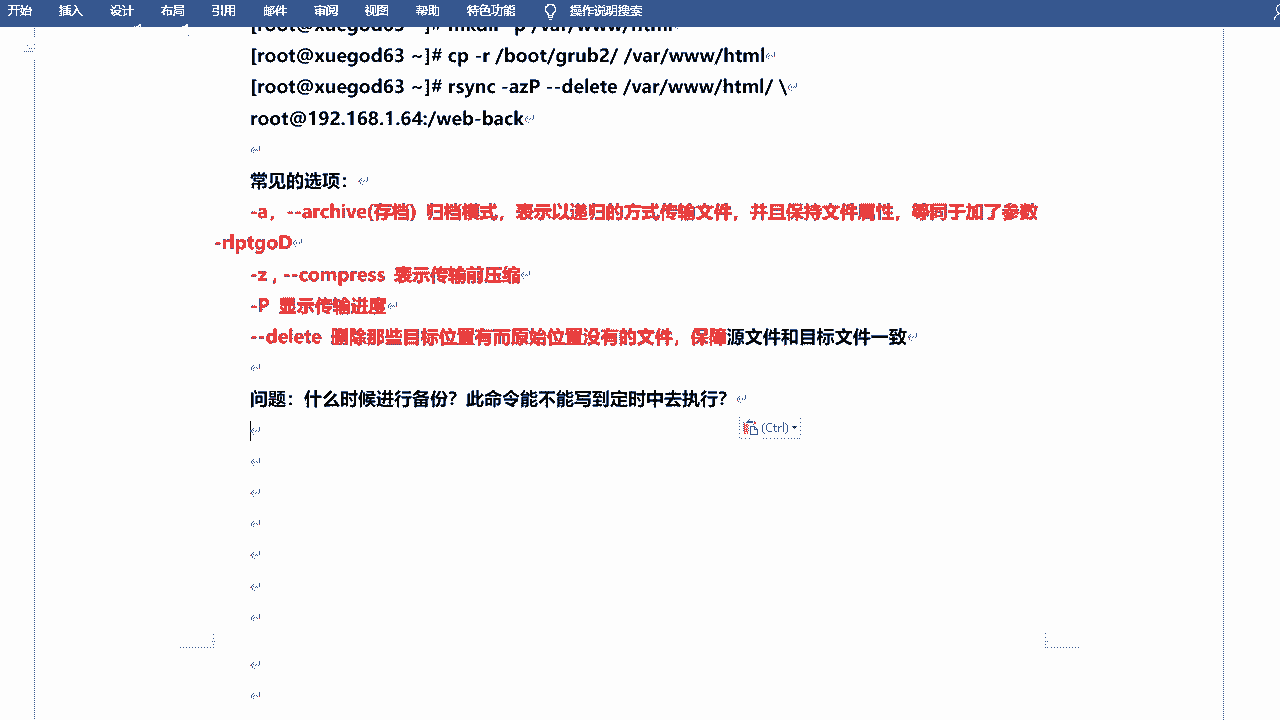 开始 插入 设计 布局 引用 邮件 审阅 视图 帮助 特色功能 操作说明搜索
[root@xuegod63 ~]# mkdir -p /var/www/html
[root@xuegod63 ~]# cp -r /boot/grub2/ /var/www/html
[root@xuegod63 ~]# rsync -azP --delete /var/www/html/ \
root@192.168.1.64:/web-back
常见的选项：
-a，--archive(存档) 归档模式，表示以递归的方式传输文件，并且保持文件属性，等同于加了参数
-rlptgoD
-z , --compress 表示传输前压缩
-P 显示传输进度
--delete 删除那些目标位置有而原始位置没有的文件，保障源文件和目标文件一致
问题：什么时候进行备份？此命令能不能写到定时中去执行？
(Ctrl)